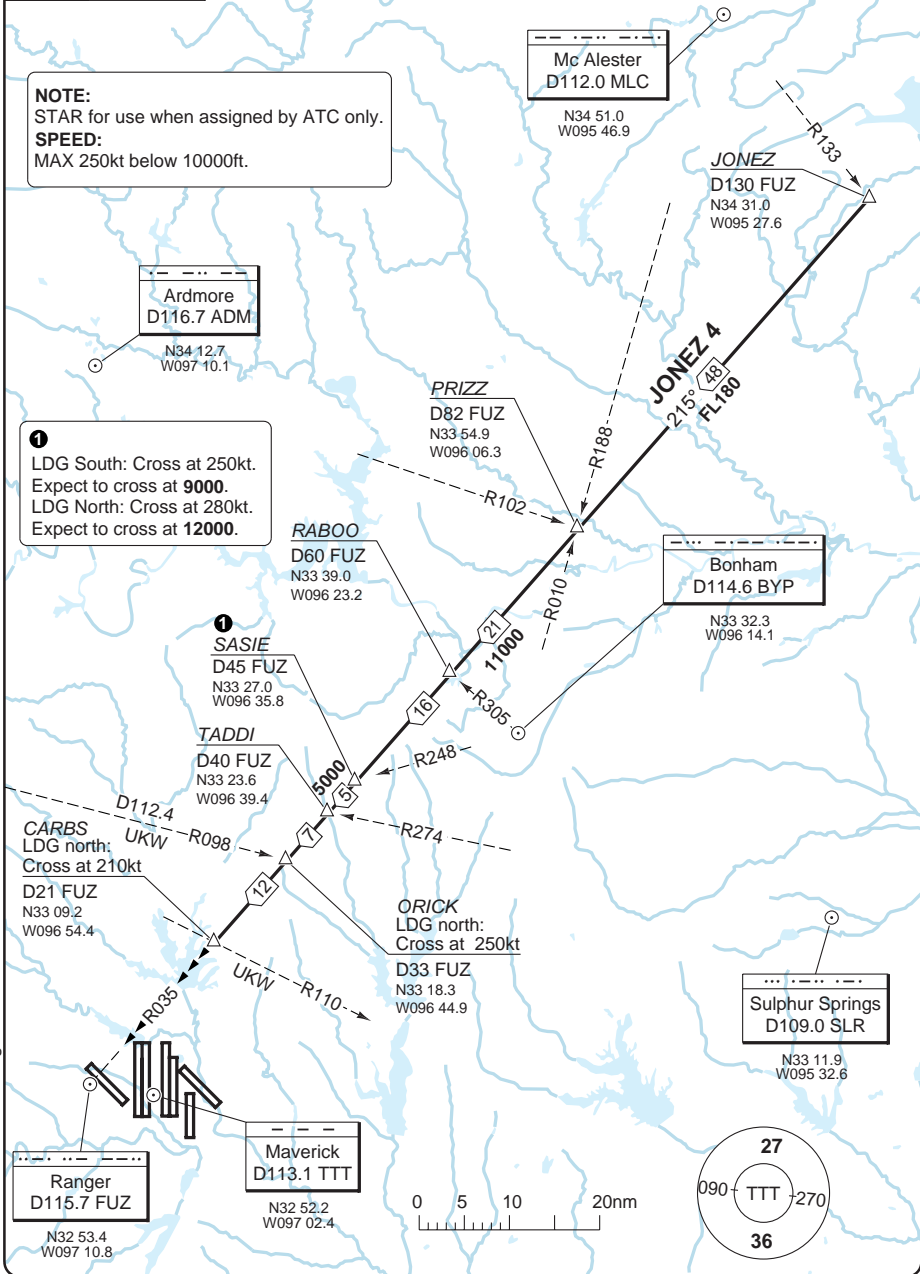 Mc Alester
D112.0 MLC
N34 51.0
W095 46.9
NOTE:
STAR for use when assigned by ATC only.
SPEED:
MAX 250kt below 10000ft.
R133
JONEZ
D130 FUZ
N34 31.0
W095 27.6
Ardmore
D116.7 ADM
N34 12.7
W097 10.1
JONEZ 4
215°
48
FL180
PRIZZ
D82 FUZ
N33 54.9
W096 06.3
R188
R102
R010
1
LDG South: Cross at 250kt.
Expect to cross at 9000.
LDG North: Cross at 280kt.
Expect to cross at 12000.
RABOO
D60 FUZ
N33 39.0
W096 23.2
Bonham
D114.6 BYP
N33 32.3
W096 14.1
21
11000
1
SASIE
D45 FUZ
N33 27.0
W096 35.8
16
R305
R248
TADDI
D40 FUZ
N33 23.6
W096 39.4
5000
5
R274
7
D112.4
UKW
R098
CARBS
LDG north:
Cross at 210kt
D21 FUZ
N33 09.2
W096 54.4
12
ORICK
LDG north:
Cross at 250kt
D33 FUZ
N33 18.3
W096 44.9
UKW
R110
R035
Sulphur Springs
D109.0 SLR
N33 11.9
W095 32.6
Ranger
D115.7 FUZ
N32 53.4
W097 10.8
Maverick
D113.1 TTT
N32 52.2
W097 02.4
0 5 10 20nm
27
090
TTT
270
36